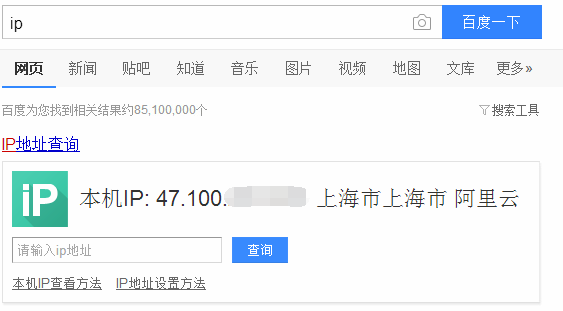 ip 百度一下
网页 新闻 贴吧 知道 音乐 图片 视频 地图 文库 更多»
百度为您找到相关结果约85,100,000个 搜索工具
IP地址查询
iP 本机IP: 47.100. 上海市上海市 阿里云
请输入ip地址 查询
本机IP查看方法 IP地址设置方法